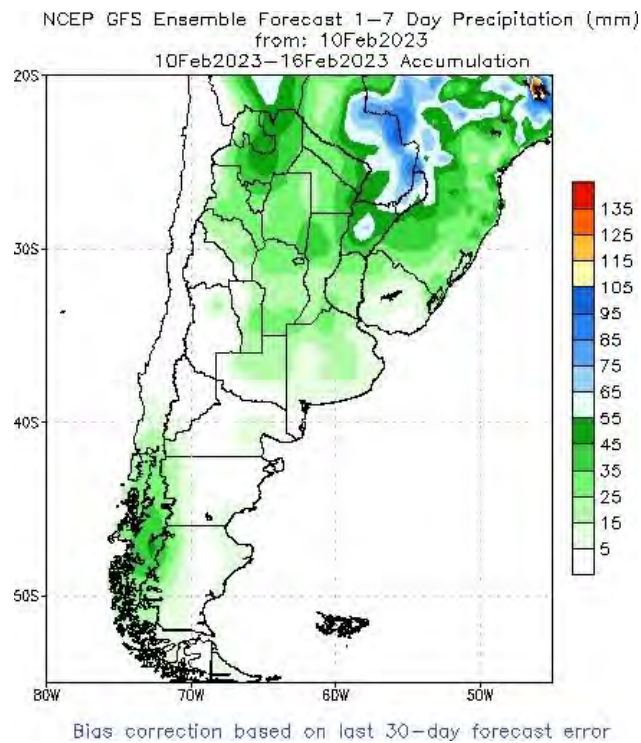 NCEP GFS Ensemble Forecast 1–7 Day Precipitation (mm)
from: 10Feb2023
10Feb2023–16Feb2023 Accumulation
20S
30S
40S
50S
80W
70W
60W
50W
135
125
115
105
95
85
75
65
55
45
35
25
15
5
Bias correction based on last 30–day forecast error